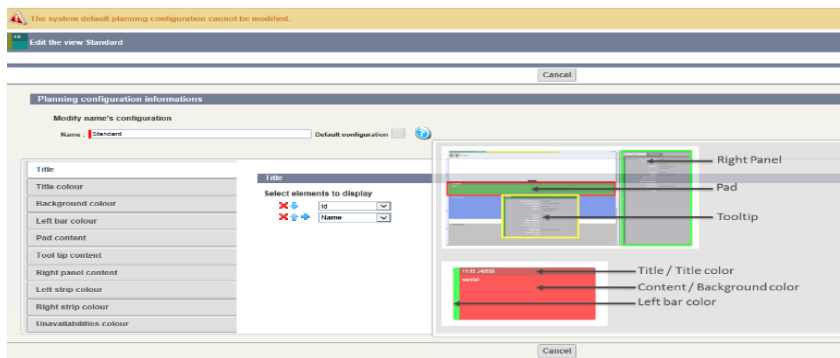 The system default planning configuration cannot be modified.
Edit the view Standard
Cancel
Planning configuration informations
Modify name's configuration
Name : Standard Default configuration
Title
Title colour
Background colour
Left bar colour
Pad content
Tool tip content
Right panel content
Left strip colour
Right strip colour
Unavailabilities colour
Title
Select elements to display
Id
Name
Right Panel
Pad
Tooltip
Title / Title color
Content / Background color
Left bar color
Cancel